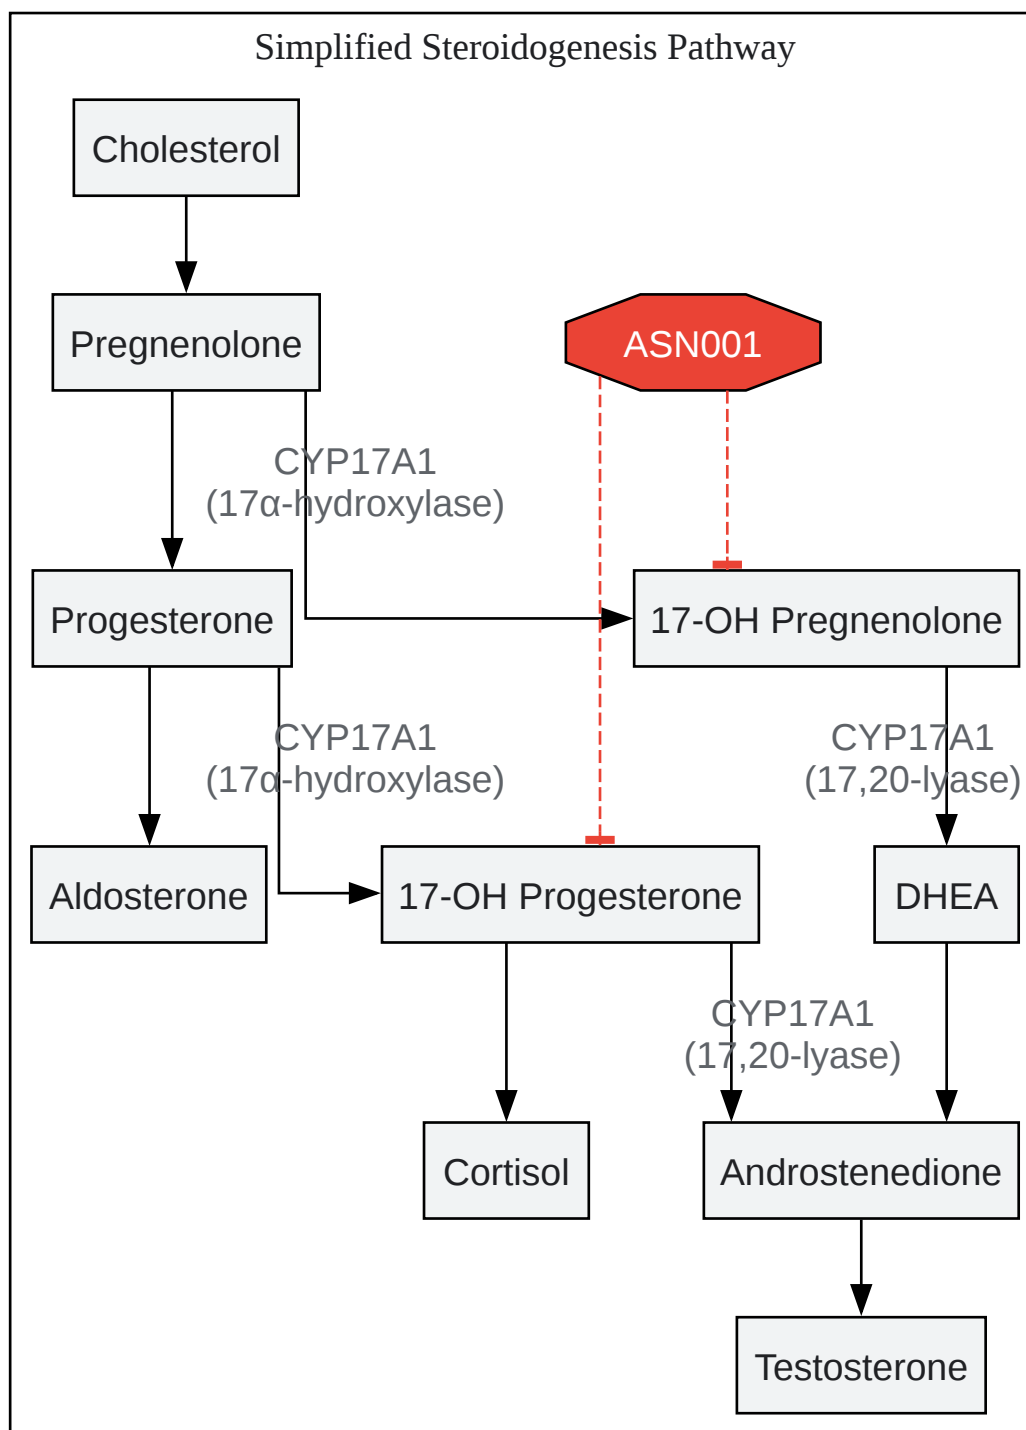 Simplified Steroidogenesis Pathway
Cholesterol
Pregnenolone
ASN001
CYP17A1
(17α-hydroxylase)
Progesterone
17-OH Pregnenolone
CYP17A1
(17α-hydroxylase)
CYP17A1
(17,20-lyase)
Aldosterone
17-OH Progesterone
DHEA
CYP17A1
(17,20-lyase)
Cortisol
Androstenedione
Testosterone